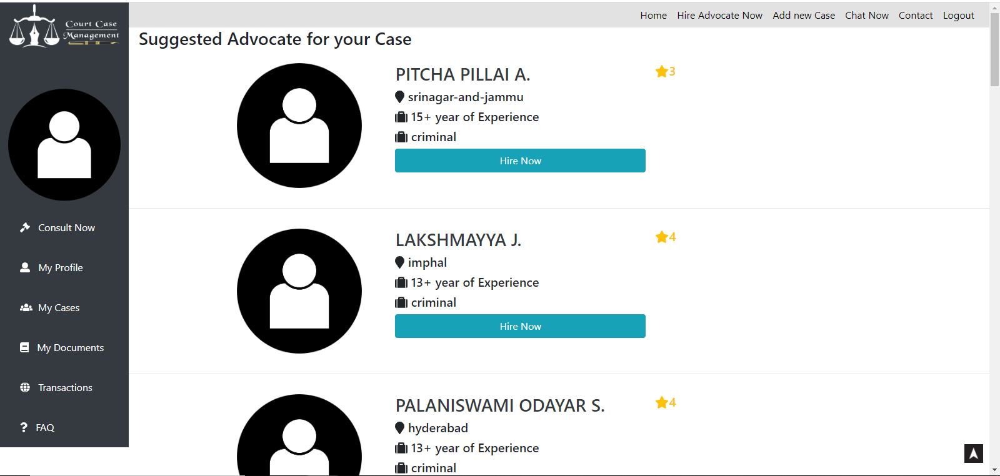 Court Case
Management
Home Hire Advocate Now Add new Case Chat Now Contact Logout
Suggested Advocate for your Case
PITCHA PILLAI A.
3
srinagar-and-jammu
15+ year of Experience
criminal
Hire Now
LAKSHMAYYA J.
4
imphal
13+ year of Experience
criminal
Hire Now
PALANISWAMI ODAYAR S.
4
hyderabad
13+ year of Experience
criminal
Consult Now
My Profile
My Cases
My Documents
Transactions
FAQ